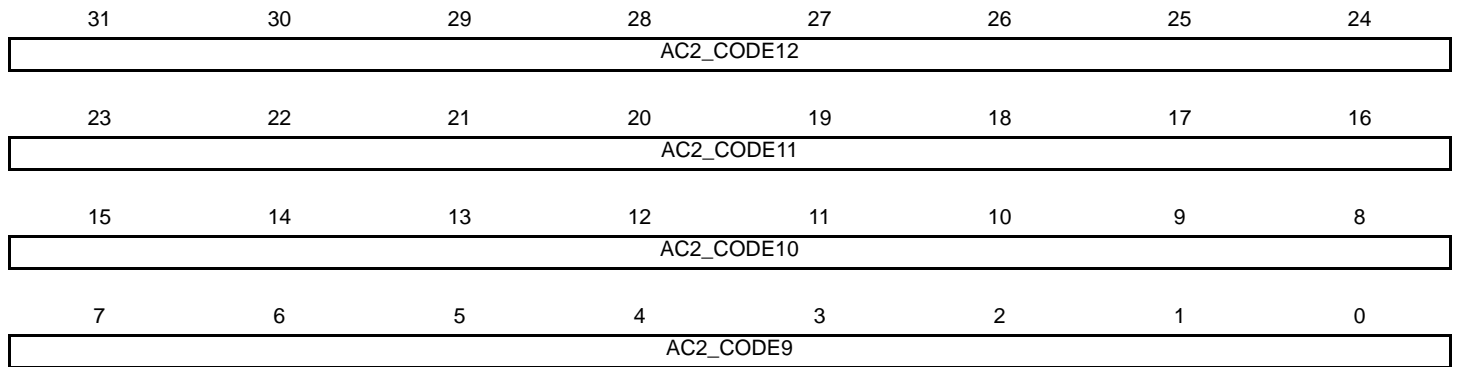 31 30 29 28 27 26 25 24
AC2_CODE12
23 22 21 20 19 18 17 16
AC2_CODE11
15 14 13 12 11 10 9 8
AC2_CODE10
7 6 5 4 3 2 1 0
AC2_CODE9